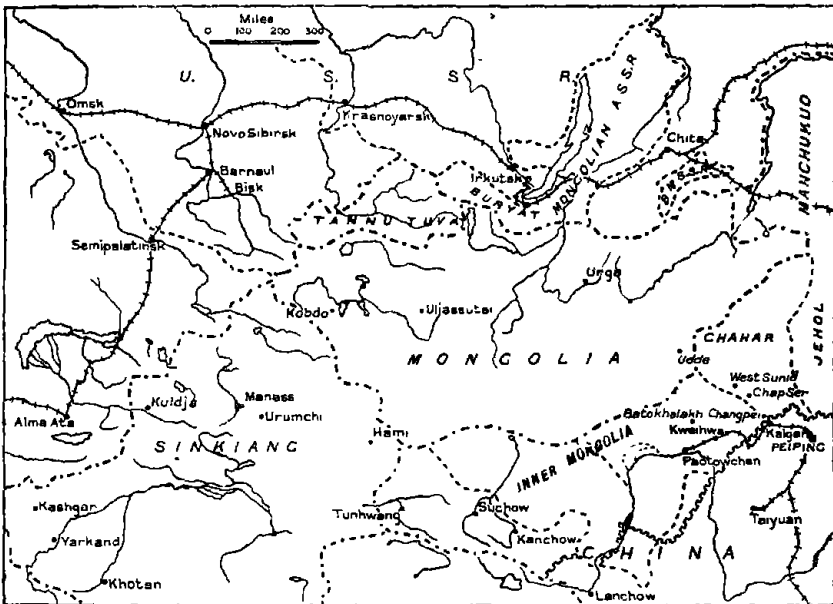 Miles
0 100 200 300
U. S. S. R.
Omsk
Novo Sibirsk
Krasnoyarsk
Barnaul
Bisk
Irkutsk
Chita
BURYAT MONGOLIAN ASSR
MANCHUKUO
TANNU TUVA
Semipalatinsk
Urga
Kobdo
Uljassutai
MONGOLIA
CHAHAR
JEHOL
Udde
West Sunid
Chap Ser
Kuldja
Manass
Urumchi
Alma Ata
Batokhalakh Changpei
Kweihwa
Kalgan
PEIPING
SINKIANG
Hami
INNER MONGOLIA
Paotowchen
Kashgar
Tunhwang
Suchow
Taiyuan
Yarkand
Kanchow
CHINA
Khotan
Lanchow